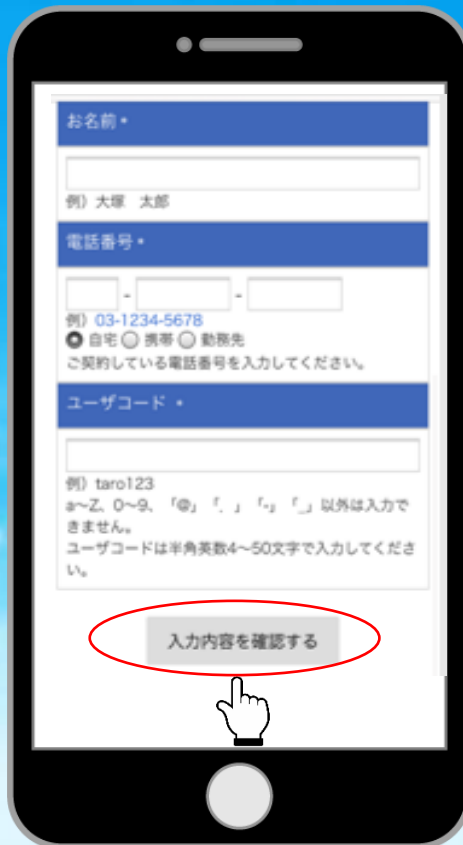 お名前*
例）大塚　太郎
電話番号*
- -
例）03-1234-5678
自宅 携帯 勤務先
ご契約している電話番号を入力してください。
ユーザコード *
例）taro123
a〜Z、0〜9、「@」「．」「-」「_」以外は入力で
きません。
ユーザコードは半角英数4〜50文字で入力してくださ
い。
入力内容を確認する